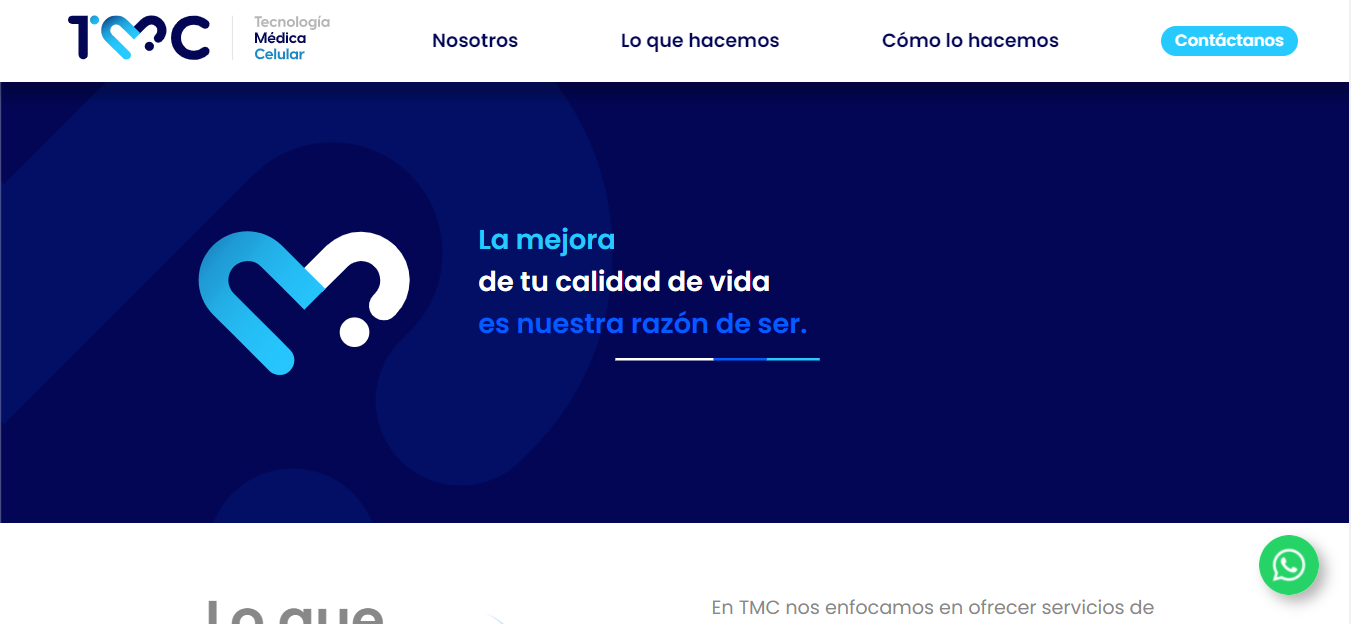 TMC
Tecnología
Médica
Celular
Nosotros
Lo que hacemos
Cómo lo hacemos
Contáctanos
La mejora
de tu calidad de vida
es nuestra razón de ser.
Lo que
En TMC nos enfocamos en ofrecer servicios de